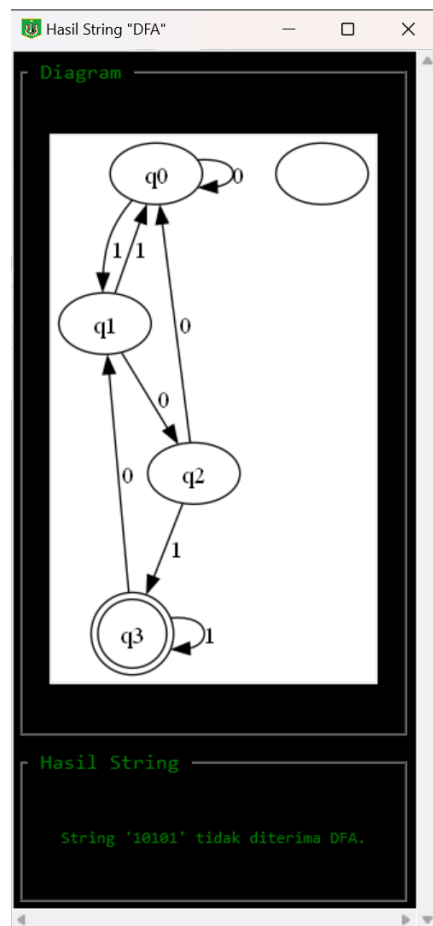 Hasil String "DFA"
Diagram
q0
0
1
1
q1
0
0
q2
0
1
q3
1
Hasil String
String '10101' tidak diterima DFA.